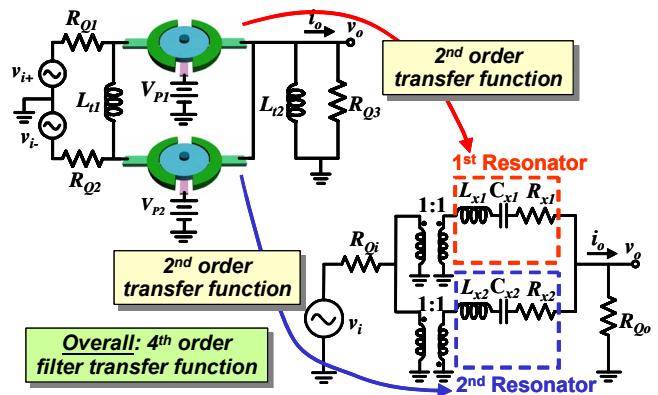 R_Q1
v_i+
L_t1
v_i-
R_Q2
V_P1
V_P2
i_o
v_o
L_t2
R_Q3
2nd order
transfer function
2nd order
transfer function
Overall: 4th order
filter transfer function
1st Resonator
L_x1 C_x1 R_x1
1:1
R_Qi
v_i
1:1
L_x2 C_x2 R_x2
i_o
v_o
R_Qo
2nd Resonator